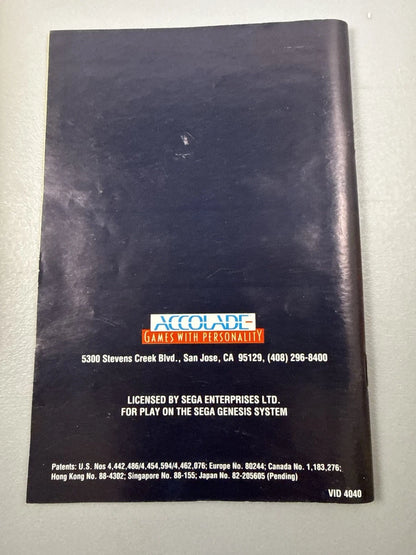 ACCOLADE
GAMES WITH PERSONALITY
5300 Stevens Creek Blvd., San Jose, CA 95129, (408) 296-8400
LICENSED BY SEGA ENTERPRISES LTD.
FOR PLAY ON THE SEGA GENESIS SYSTEM
Patents: U.S. Nos 4,442,486/4,454,594/4,462,076; Europe No. 80244; Canada No. 1,183,276;
Hong Kong No. 88-4302; Singapore No. 88-155; Japan No. 82-205605 (Pending)
VID 4040